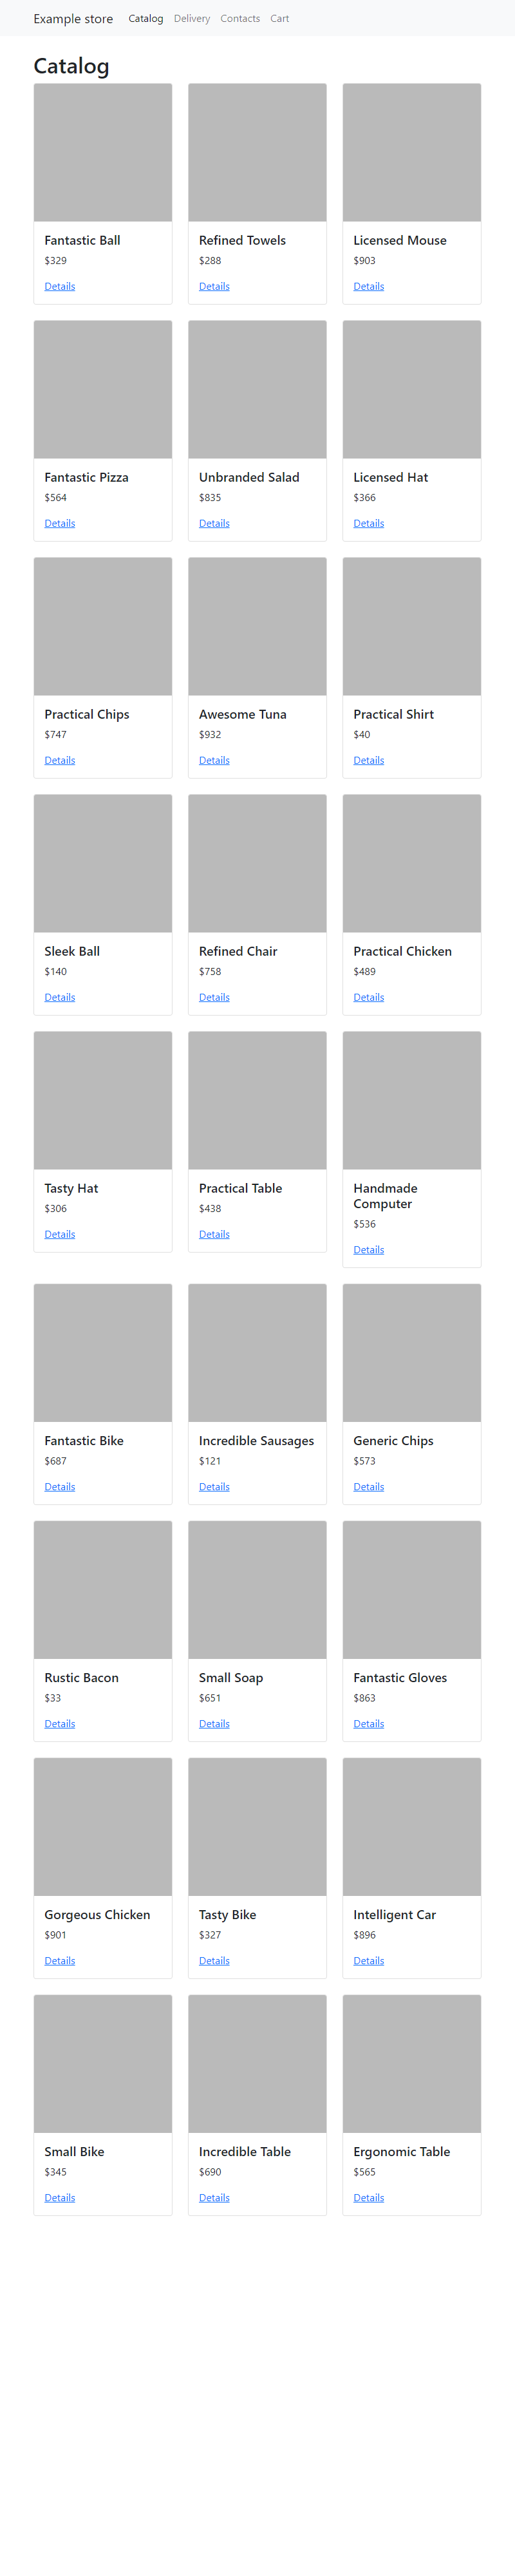 Example store Catalog Delivery Contacts Cart
Catalog
Fantastic Ball
$329
Details
Refined Towels
$288
Details
Licensed Mouse
$903
Details
Fantastic Pizza
$564
Details
Unbranded Salad
$835
Details
Licensed Hat
$366
Details
Practical Chips
$747
Details
Awesome Tuna
$932
Details
Practical Shirt
$40
Details
Sleek Ball
$140
Details
Refined Chair
$758
Details
Practical Chicken
$489
Details
Tasty Hat
$306
Details
Practical Table
$438
Details
Handmade
Computer
$536
Details
Fantastic Bike
$687
Details
Incredible Sausages
$121
Details
Generic Chips
$573
Details
Rustic Bacon
$33
Details
Small Soap
$651
Details
Fantastic Gloves
$863
Details
Gorgeous Chicken
$901
Details
Tasty Bike
$327
Details
Intelligent Car
$896
Details
Small Bike
$345
Details
Incredible Table
$690
Details
Ergonomic Table
$565
Details